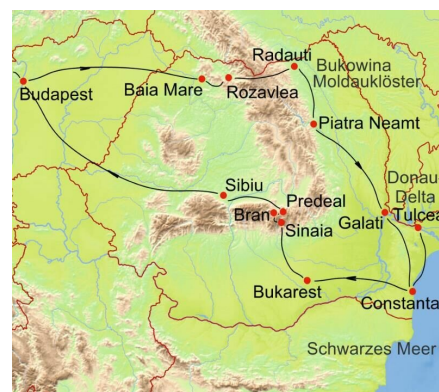 Radauti
Bukowina
Moldauklöster
Budapest
Baia Mare
Rozavlea
Piatra Neamt
Sibiu
Donau
Delta
Predeal
Bran
Galati
Tulcea
Sinaia
Bukarest
Constanta
Schwarzes Meer